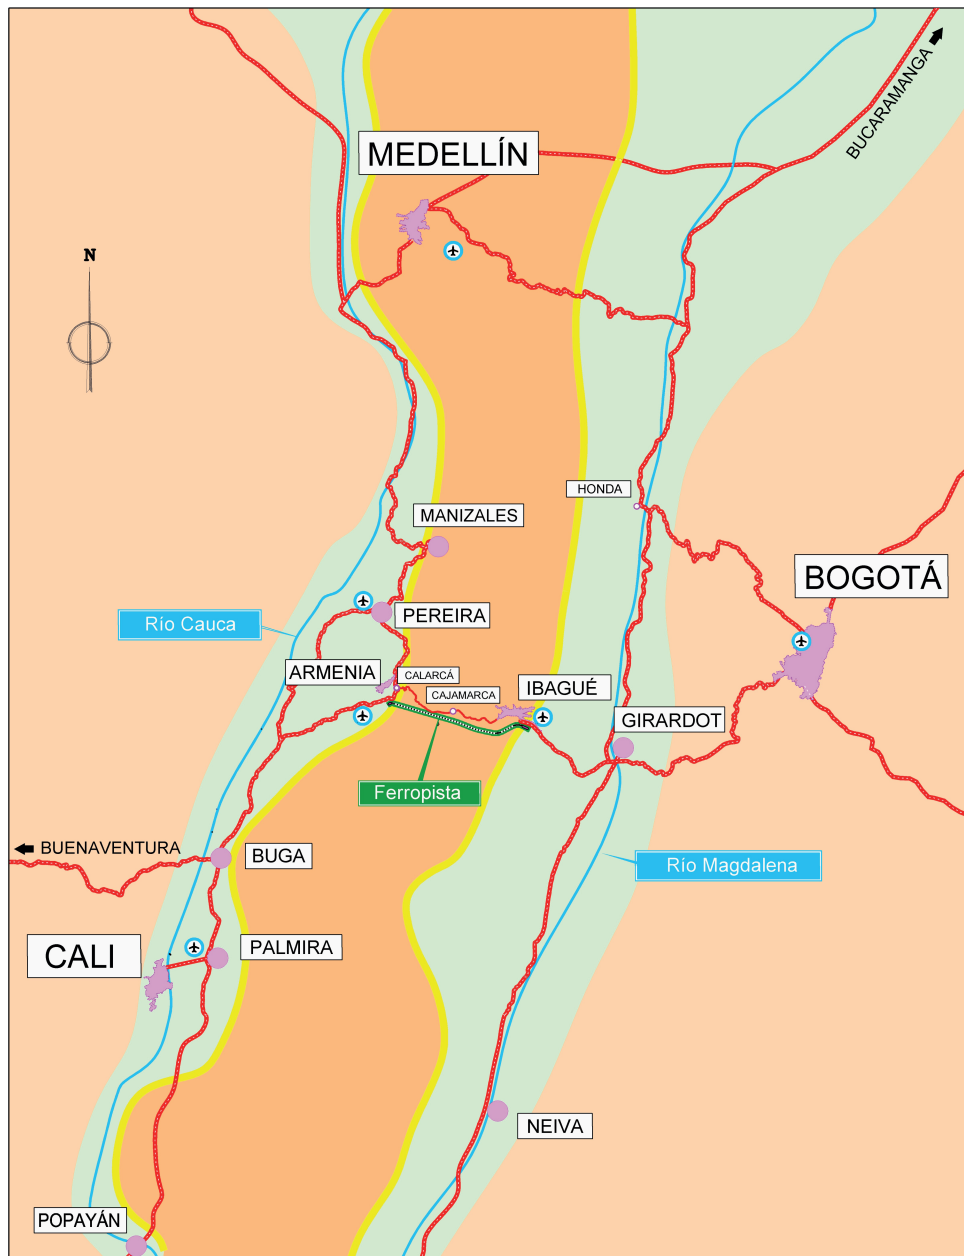 BUCARAMANGA
MEDELLÍN
N
HONDA
MANIZALES
BOGOTÁ
PEREIRA
Río Cauca
ARMENIA
CALARCÁ
CAJAMARCA
IBAGUÉ
GIRARDOT
Ferropista
BUENAVENTURA
BUGA
Río Magdalena
CALI
PALMIRA
NEIVA
POPAYÁN